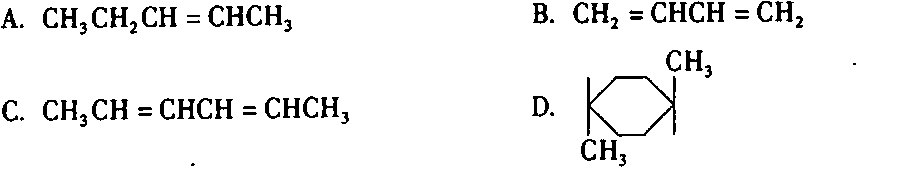 A. CH₃CH₂CH = CHCH₃ B. CH₂ = CHCH = CH₂
C. CH₃CH = CHCH = CHCH₃ D. CH₃ CH₃